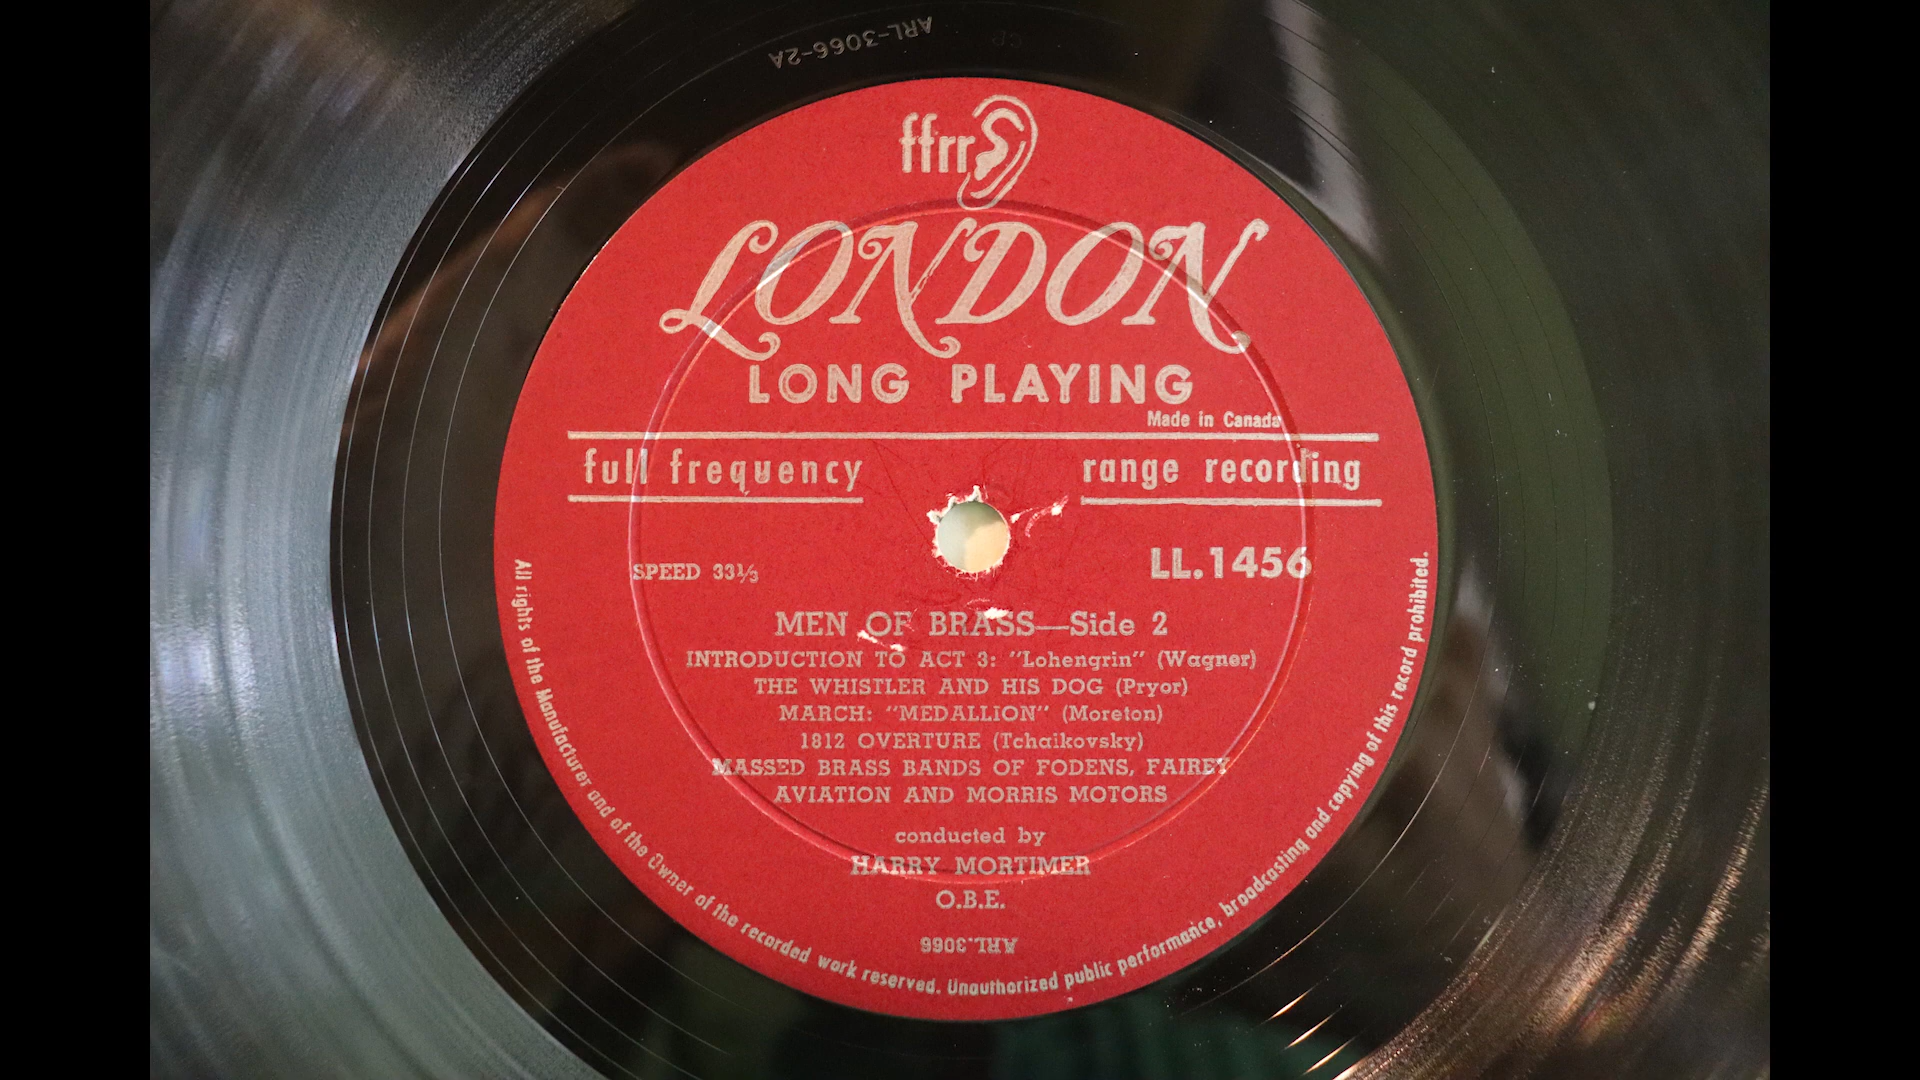 ARL-3066-2A
ffrr
LONDON
LONG PLAYING
Made in Canada
full frequency range recording
SPEED 33⅓
LL.1456
MEN OF BRASS—Side 2
INTRODUCTION TO ACT 3: "Lohengrin" (Wagner)
THE WHISTLER AND HIS DOG (Pryor)
MARCH: "MEDALLION" (Moreton)
1812 OVERTURE (Tchaikovsky)
MASSED BRASS BANDS OF FODENS, FAIREY
AVIATION AND MORRIS MOTORS
conducted by
HARRY MORTIMER
O.B.E.
ARL.3066
All rights of the Manufacturer and of the Owner of the recorded work reserved. Unauthorized public performance, broadcasting and copying of this record prohibited.